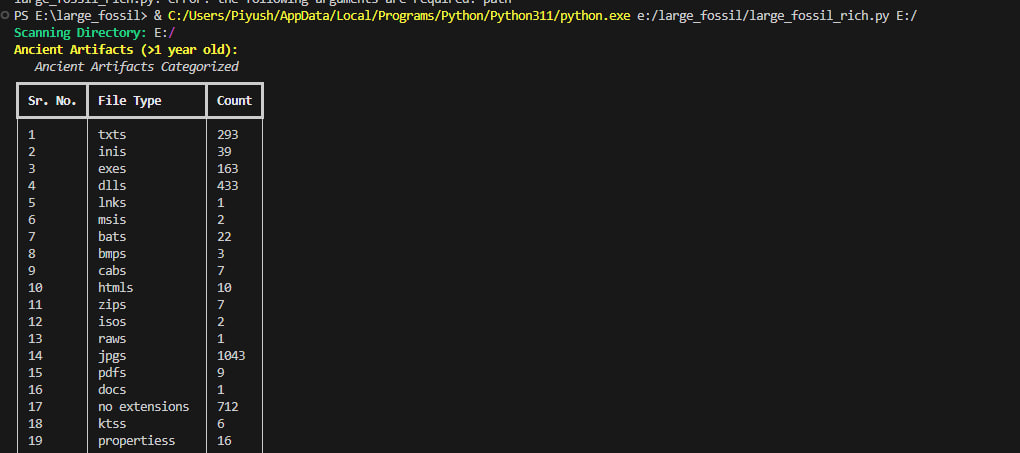 large_fossil_rich.py: error: the following arguments are required: path
PS E:\large_fossil> & C:/Users/Piyush/AppData/Local/Programs/Python/Python311/python.exe e:/large_fossil/large_fossil_rich.py E:/
Scanning Directory: E:/
Ancient Artifacts (>1 year old):
Ancient Artifacts Categorized
Sr. No. File Type Count
1 txts 293
2 inis 39
3 exes 163
4 dlls 433
5 lnks 1
6 msis 2
7 bats 22
8 bmps 3
9 cabs 7
10 htmls 10
11 zips 7
12 isos 2
13 raws 1
14 jpgs 1043
15 pdfs 9
16 docs 1
17 no extensions 712
18 ktss 6
19 propertiess 16